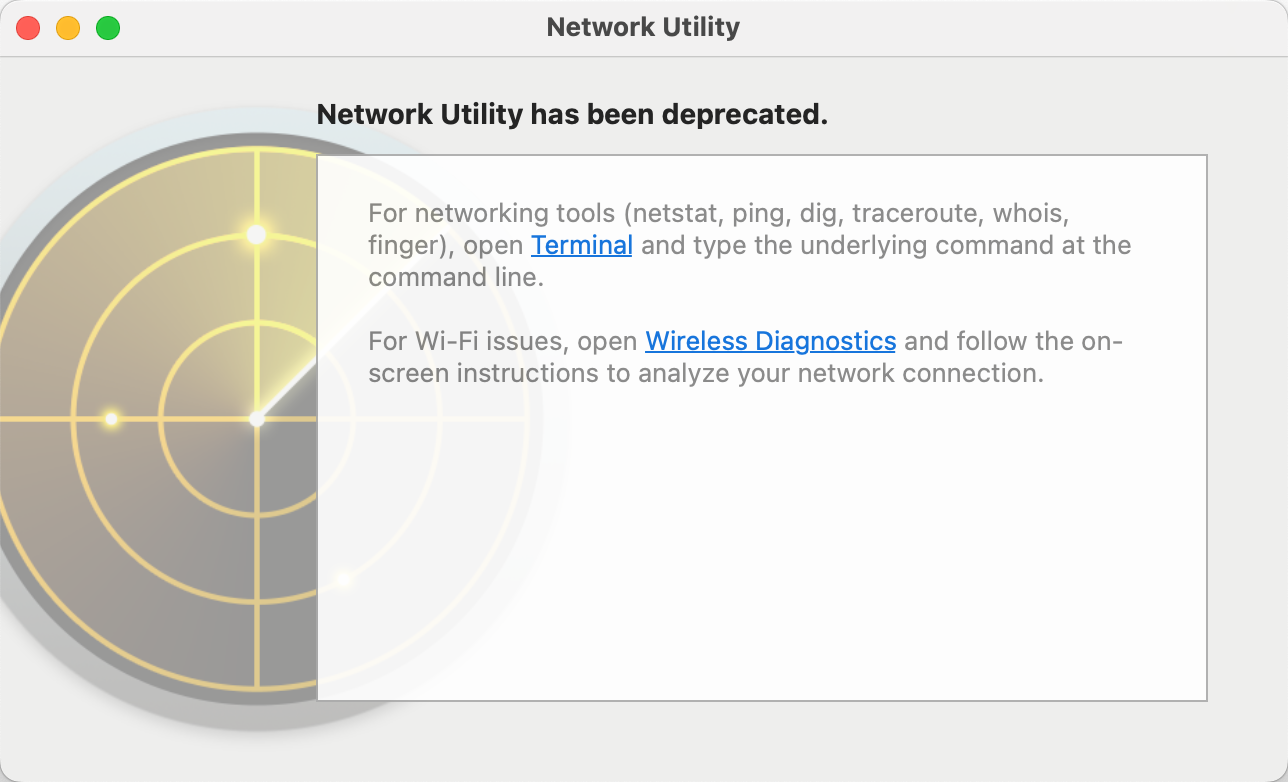 Network Utility
Network Utility has been deprecated.
For networking tools (netstat, ping, dig, traceroute, whois,
finger), open Terminal and type the underlying command at the
command line.
For Wi-Fi issues, open Wireless Diagnostics and follow the on-
screen instructions to analyze your network connection.